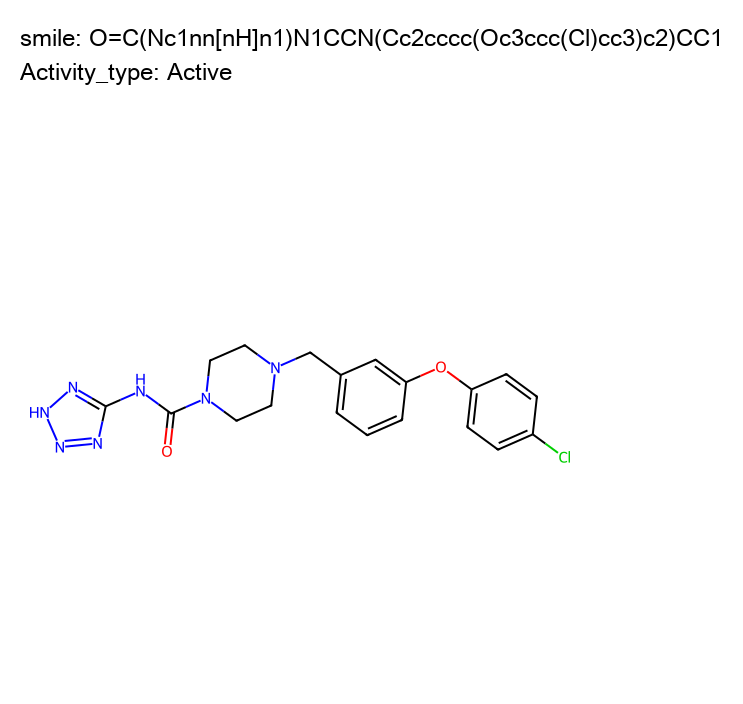 smile: O=C(Nc1nn[nH]n1)N1CCN(Cc2cccc(Oc3ccc(Cl)cc3)c2)CC1
Activity_type: Active
H
N
N
N
O
HN
N
N
N
N
O
Cl